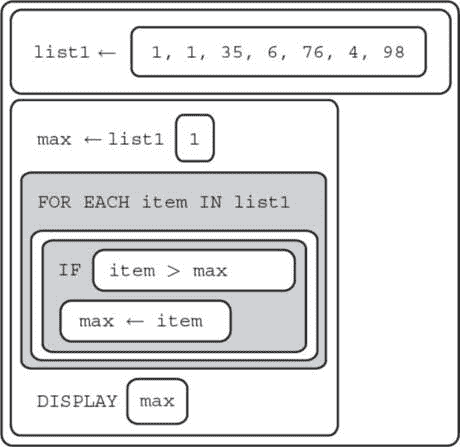 list1 ← 1, 1, 35, 6, 76, 4, 98
max ← list1 1
FOR EACH item IN list1
IF item > max
max ← item
DISPLAY max